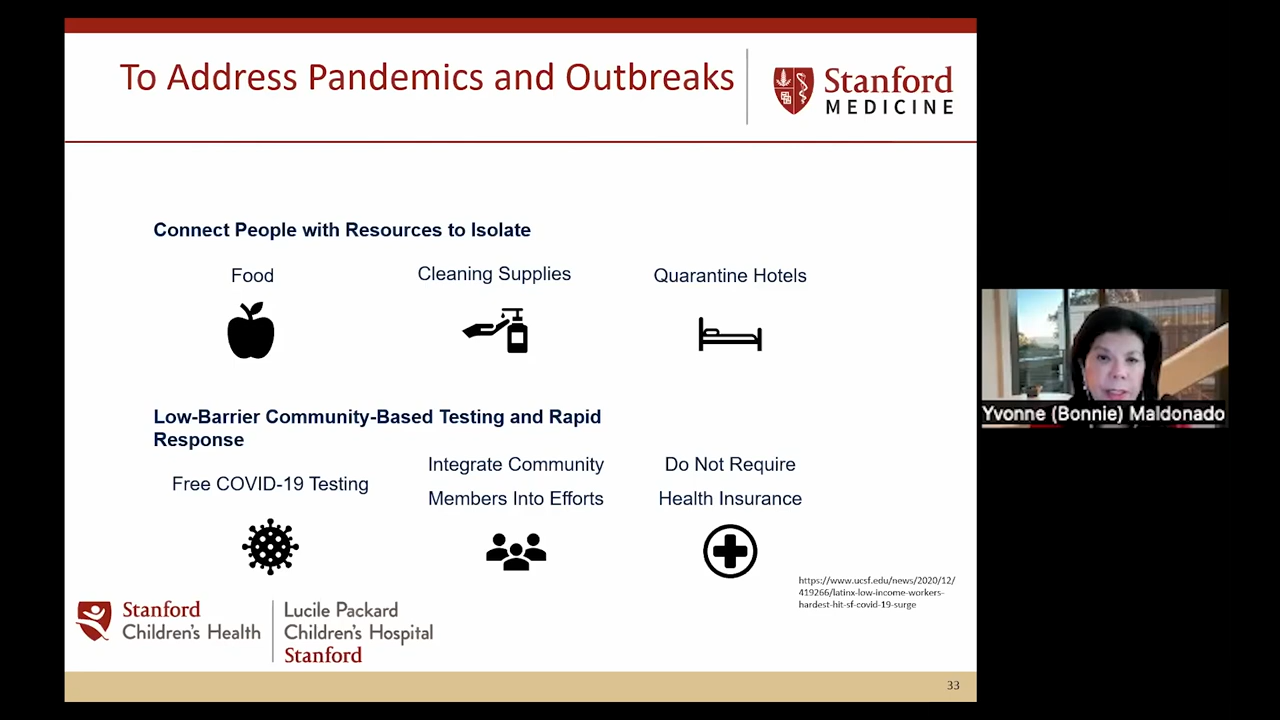 To Address Pandemics and Outbreaks
Stanford
MEDICINE
Connect People with Resources to Isolate
Food
Cleaning Supplies
Quarantine Hotels
Low-Barrier Community-Based Testing and Rapid
Response
Free COVID-19 Testing
Integrate Community
Members Into Efforts
Do Not Require
Health Insurance
https://www.ucsf.edu/news/2020/12/
419266/latinx-low-income-workers-
hardest-hit-sf-covid-19-surge
Stanford
Children's Health
Lucile Packard
Children's Hospital
Stanford
33
Yvonne (Bonnie) Maldonado